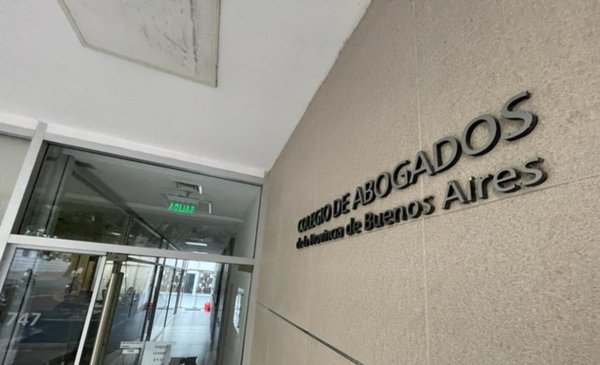 COLEGIO DE ABOGADOS
de la Provincia de Buenos Aires
SALIDA
747